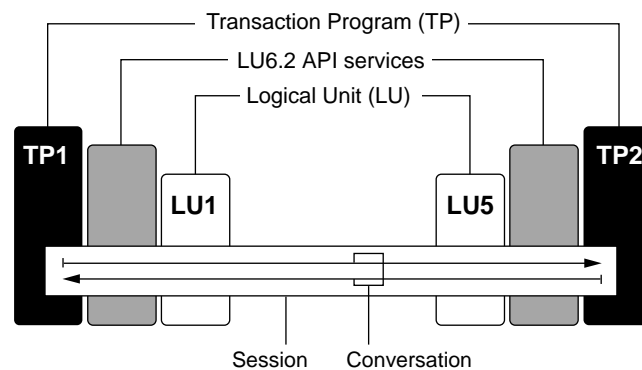 Transaction Program (TP)
LU6.2 API services
Logical Unit (LU)
TP1
TP2
LU1
LU5
Session
Conversation